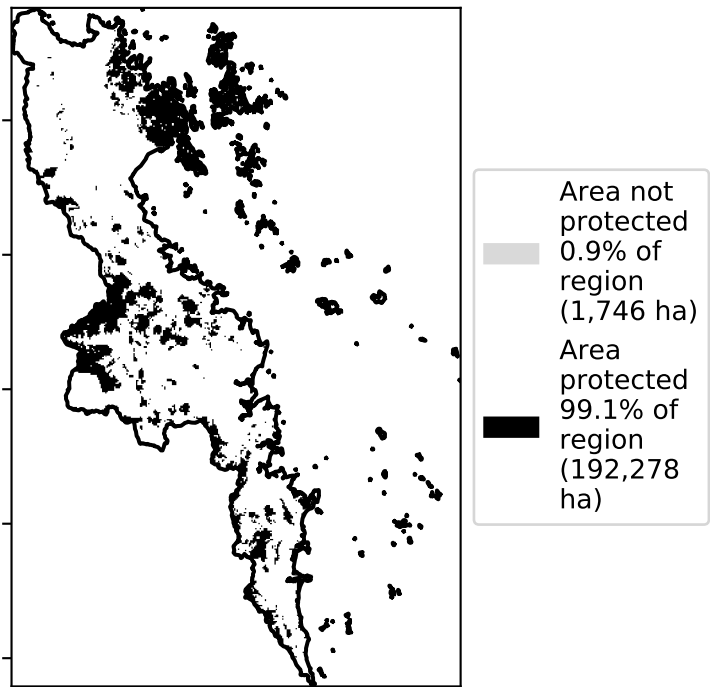 Area not
protected
0.9% of
region
(1,746 ha)
Area
protected
99.1% of
region
(192,278
ha)